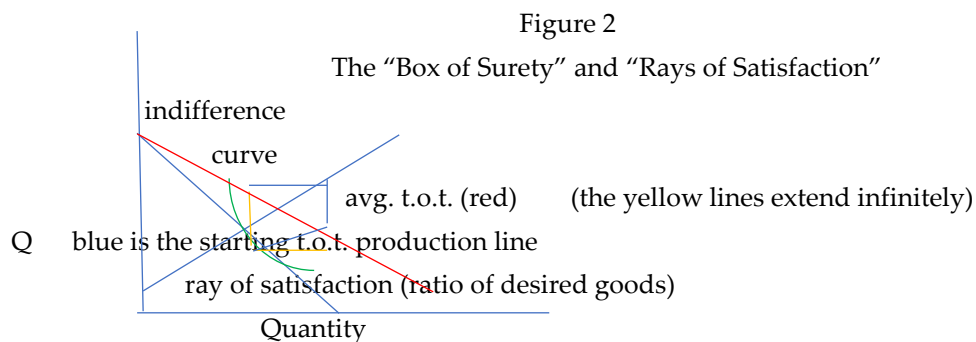 Figure 2
The “Box of Surety” and “Rays of Satisfaction”
indifference
curve
avg. t.o.t. (red) (the yellow lines extend infinitely)
Q blue is the starting t.o.t. production line
ray of satisfaction (ratio of desired goods)
Quantity